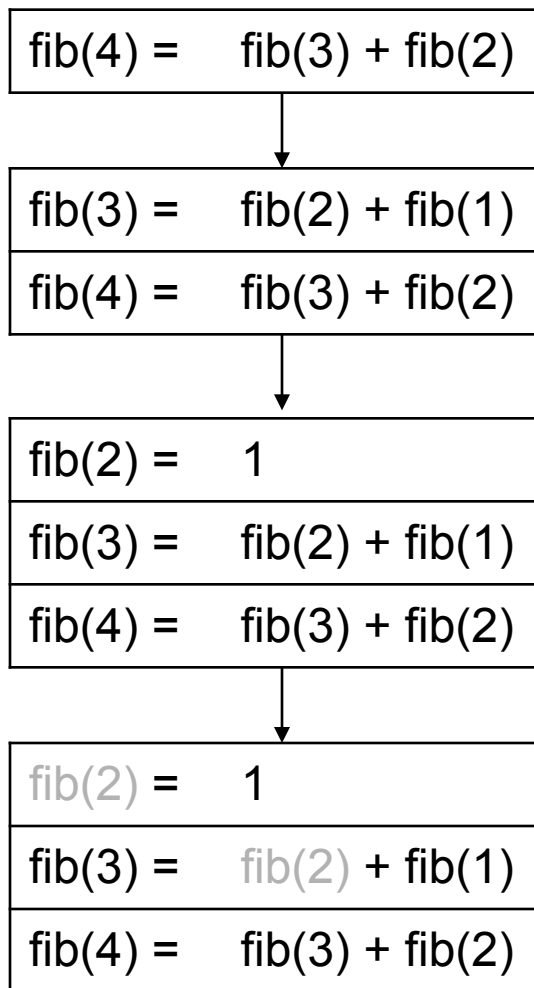 fib(4) = fib(3) + fib(2)
fib(3) = fib(2) + fib(1)
fib(4) = fib(3) + fib(2)
fib(2) = 1
fib(3) = fib(2) + fib(1)
fib(4) = fib(3) + fib(2)
fib(2) = 1
fib(3) = fib(2) + fib(1)
fib(4) = fib(3) + fib(2)